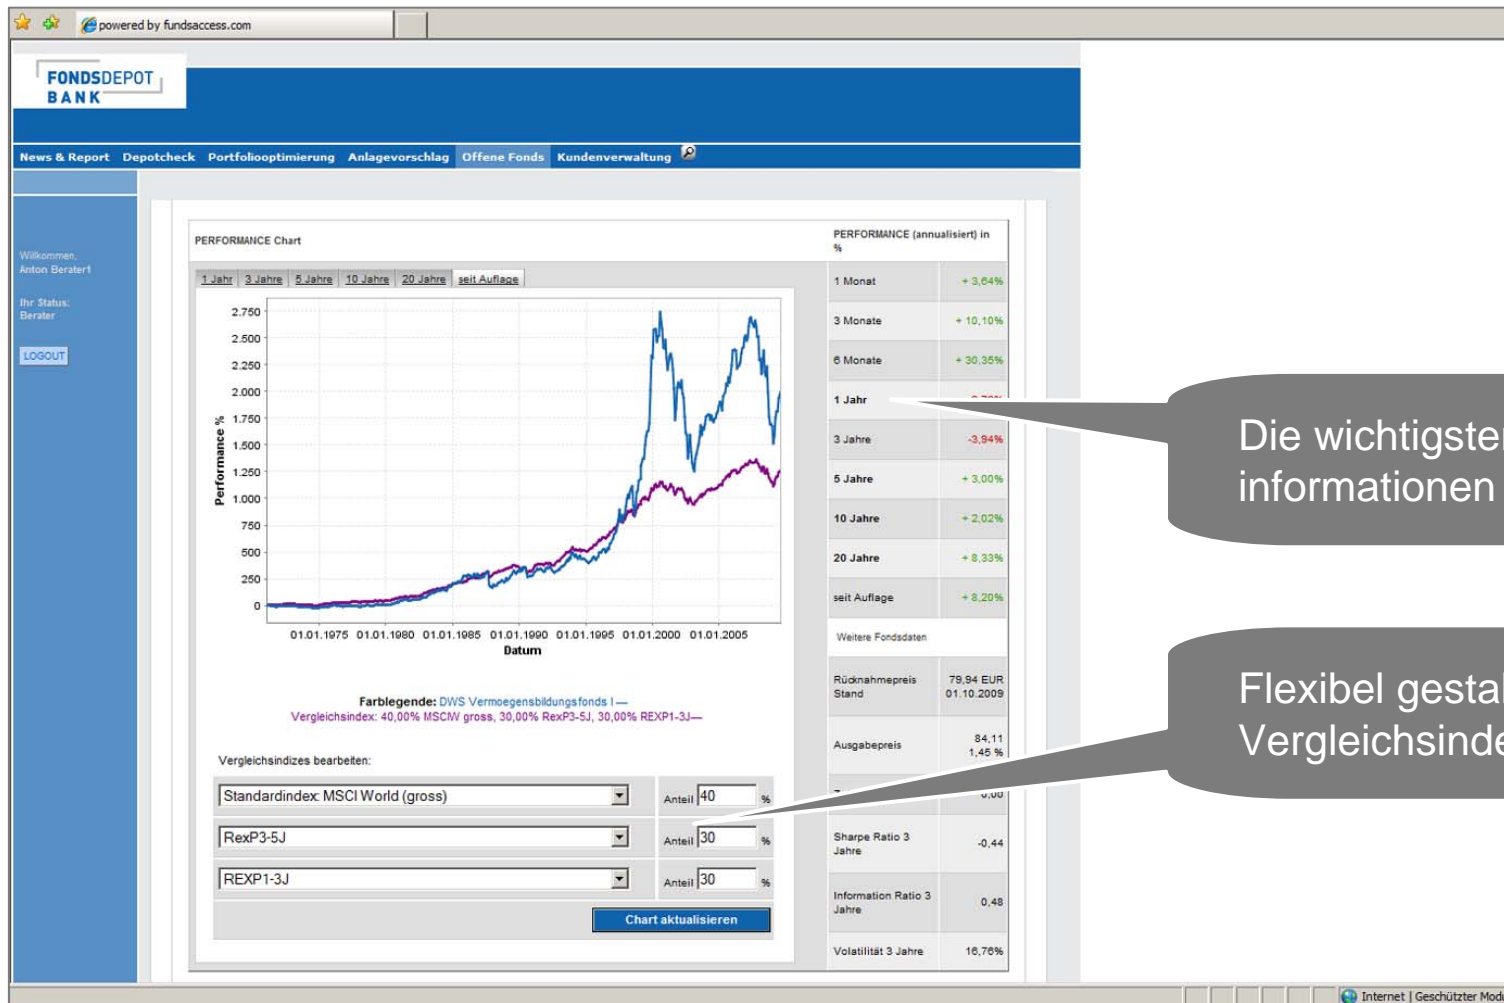 powered by fundsaccess.com
FONDSDEPOT
BANK
News & Report Depotcheck Portfoliooptimierung Anlagevorschlag Offene Fonds Kundenverwaltung
Willkommen,
Anton Berater1
Ihr Status:
Berater
LOGOUT
PERFORMANCE Chart
1 Jahr 3 Jahre 5 Jahre 10 Jahre 20 Jahre seit Auflage
Performance %
2.750
2.500
2.250
2.000
1.750
1.500
1.250
1.000
750
500
250
0
01.01.1975 01.01.1980 01.01.1985 01.01.1990 01.01.1995 01.01.2000 01.01.2005
Datum
Farblegende: DWS Vermoegensbildungsfonds I —
Vergleichsindex: 40,00% MSCIW gross, 30,00% RexP3-5J, 30,00% REXP1-3J—
Vergleichsindizes bearbeiten:
Standardindex: MSCI World (gross) Anteil 40 %
RexP3-5J Anteil 30 %
REXP1-3J Anteil 30 %
Chart aktualisieren
PERFORMANCE (annualisiert) in
%
1 Monat + 3,64%
3 Monate + 10,10%
6 Monate + 30,35%
1 Jahr
3 Jahre -3,94%
5 Jahre + 3,00%
10 Jahre + 2,02%
20 Jahre + 8,33%
seit Auflage + 8,20%
Weitere Fondsdaten
Rücknahmepreis 79,94 EUR
Stand 01.10.2009
Ausgabepreis 84,11
1,45 %
Sharpe Ratio 3
Jahre -0,44
Information Ratio 3
Jahre 0,48
Volatilität 3 Jahre 16,76%
Die wichtigsten
informationen
Flexibel gestal
Vergleichsinde
Internet | Geschützter Modu